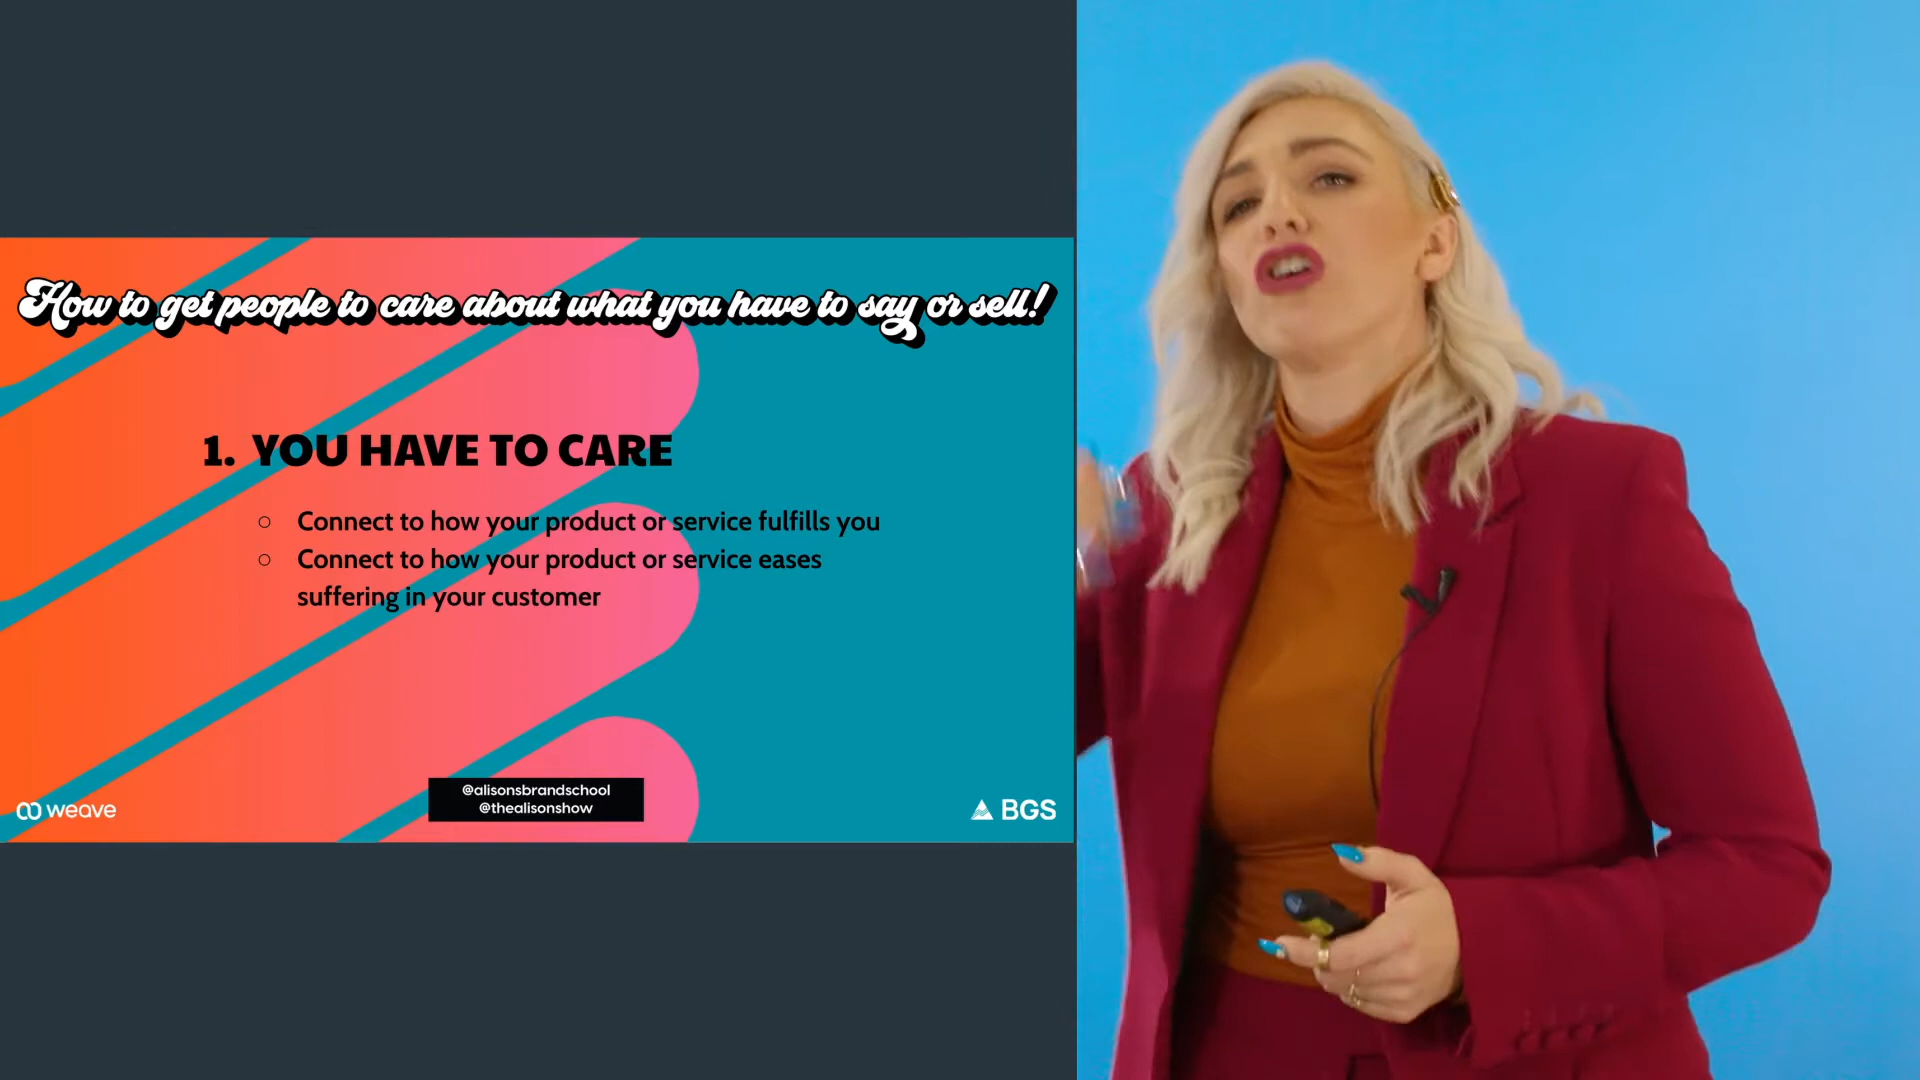 How to get people to care about what you have to say or sell!
1. YOU HAVE TO CARE
○ Connect to how your product or service fulfills you
○ Connect to how your product or service eases
suffering in your customer
@alisonsbrandschool
@thealisonshow
weave
BGS